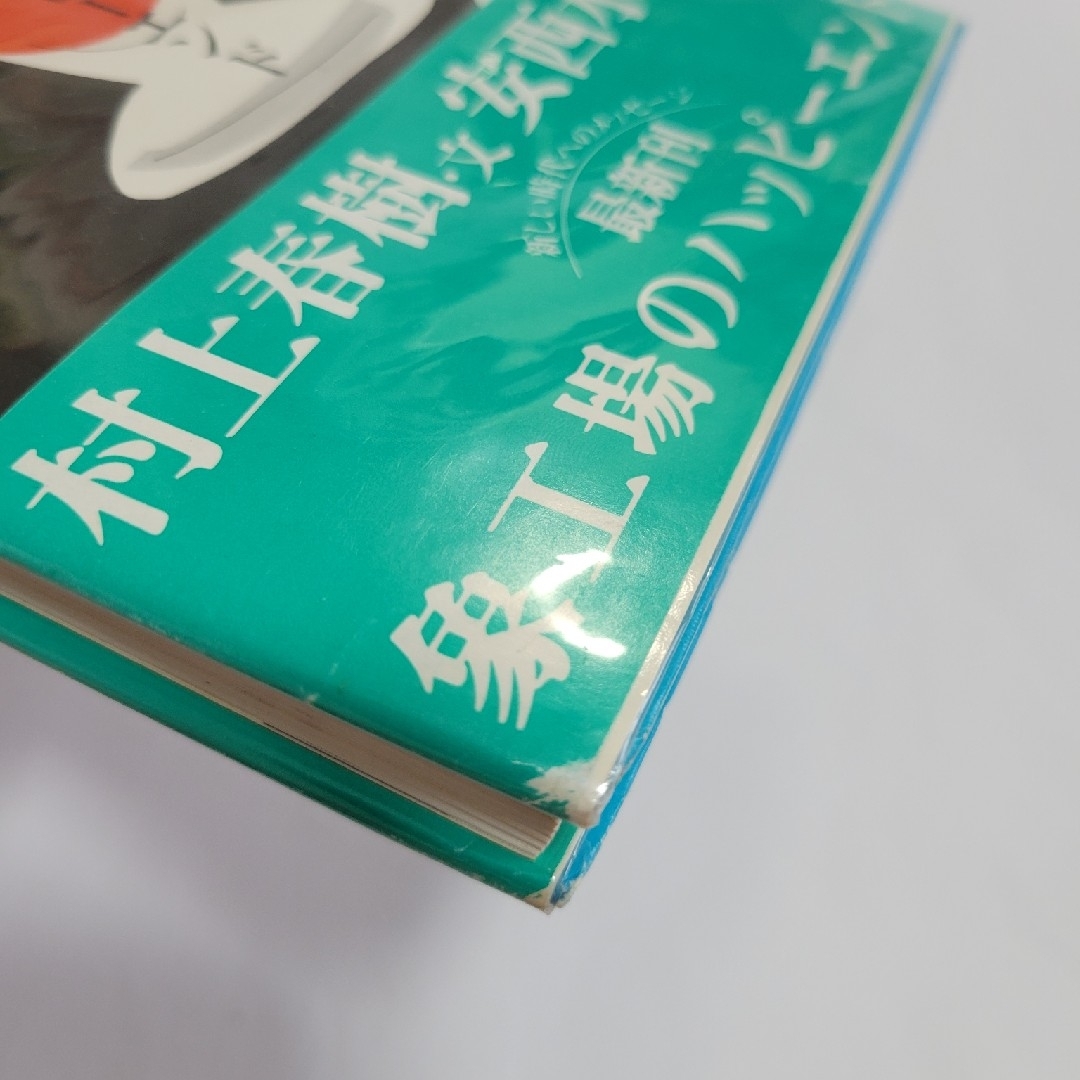 村上春樹・文 安西水
新しい時代へのメッセージ
最新刊
象工場のハッピーエン